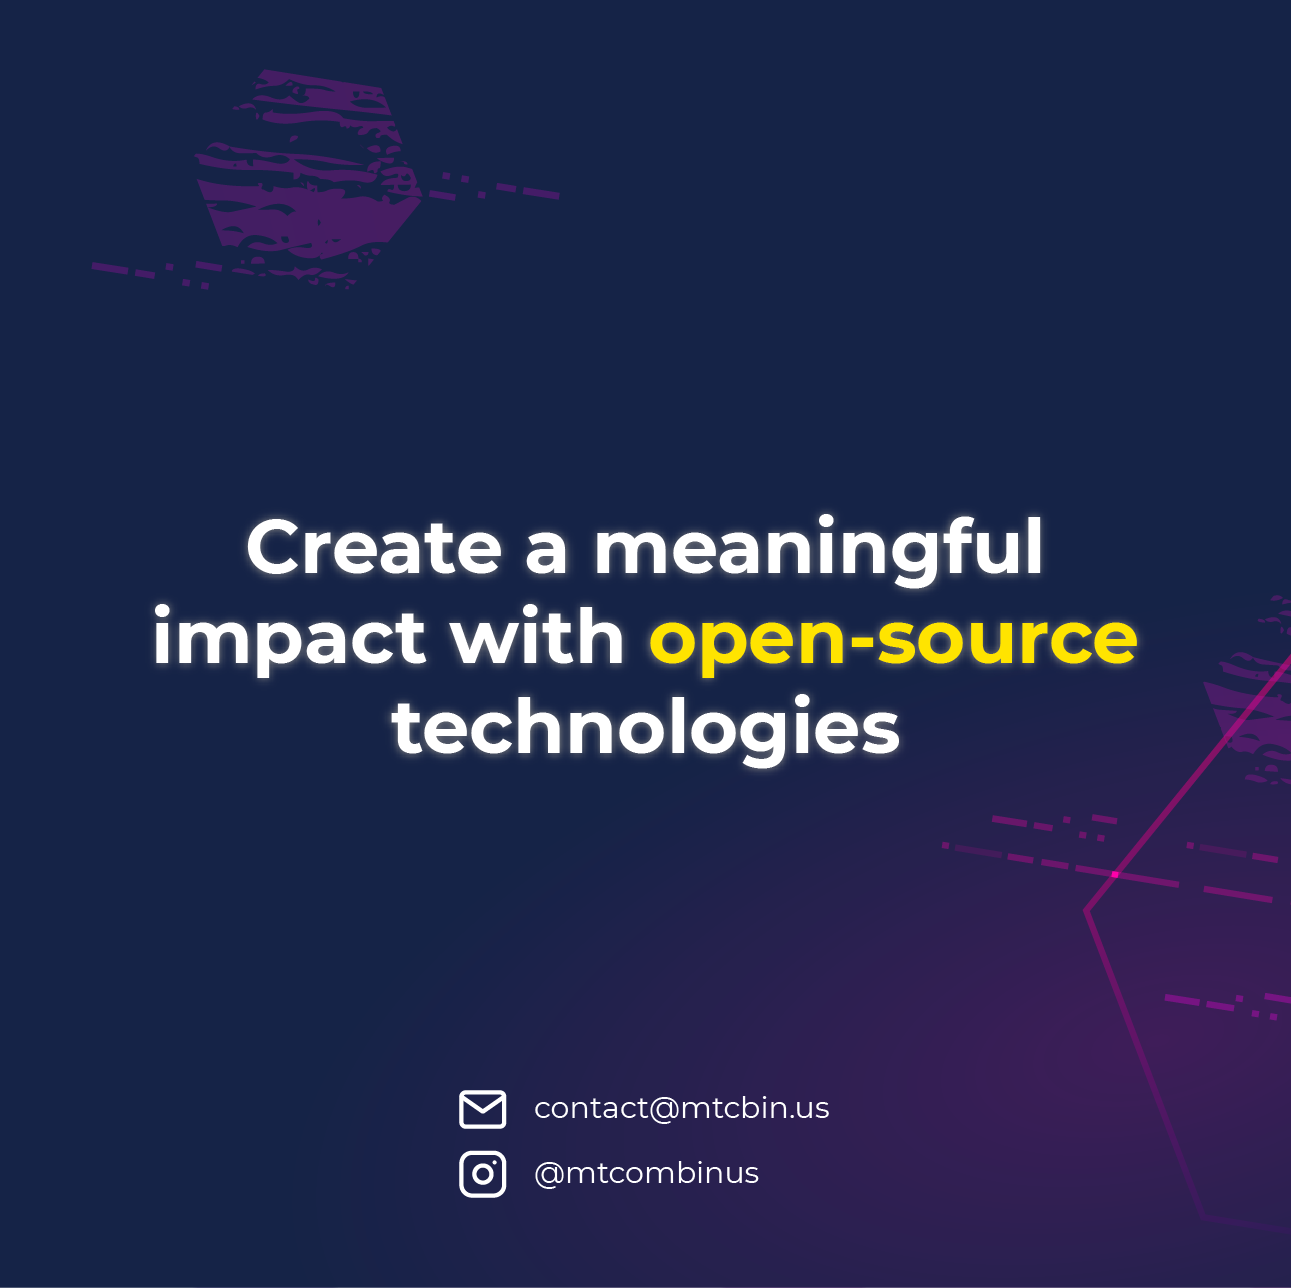 Create a meaningful
impact with open-source
technologies
contact@mtcbin.us
@mtcombinus